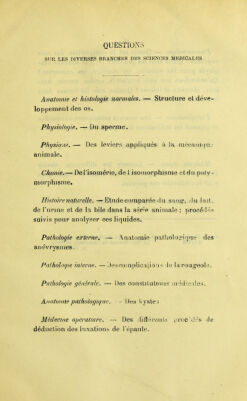 QUESTIONS
SUR LES DIVERSES BRANCHES DES SCIENCES MEDICALES
Anatomie et histologie normales. — Structure et déve-
loppement des os.
Physiologie. — Du sperme.
Physique. — Des leviers appliqués à la mécanique
animale.
Chimie. — De l'isomérie, de l'isomorphisme et du poly-
morphisme.
Histoire naturelle. — Etude comparée du sang, du lait,
de l'urine et de la bile dans la série animale; procédés
suivis pour analyser ces liquides.
Pathologie externe. — Anatomie pathologique des
anévrysmes.
Pathologie interne. — Des complications de la rougeole.
Pathologie générale. — Des constitutions médicales.
Anatomie pathologique. — Des kystes
Médecine opératoire. — Des différents procédés de
déduction des luxations de l'épaule.